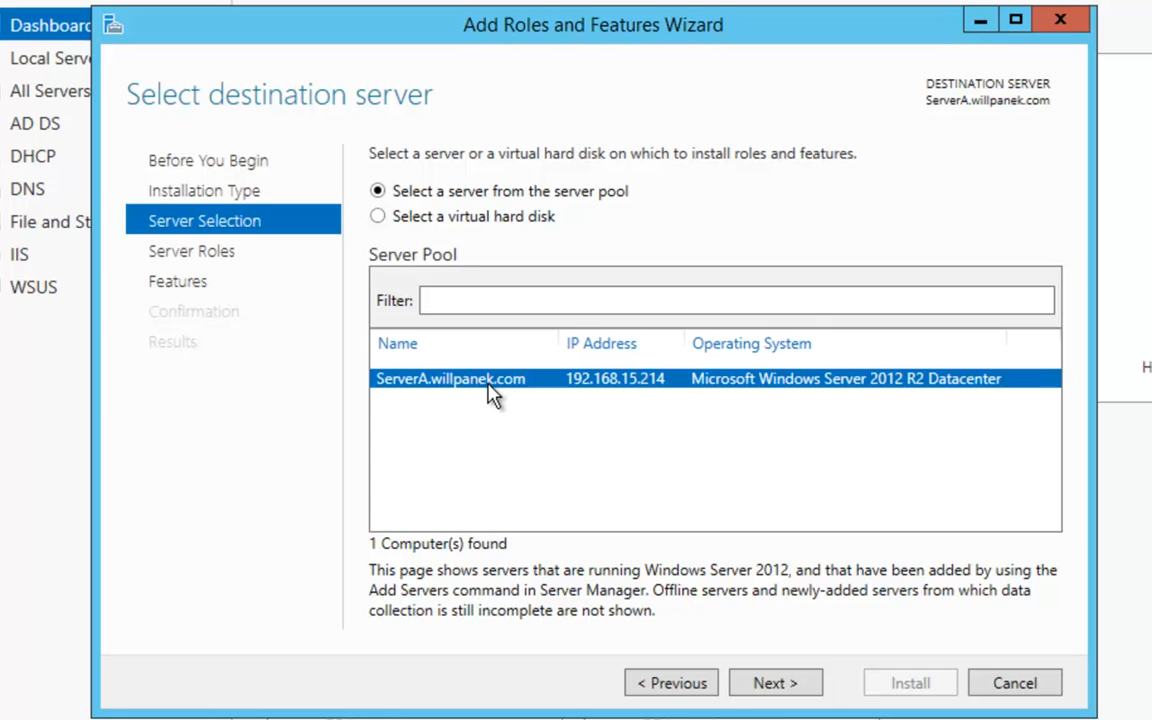 Dashboard
Local Serve
All Servers
AD DS
DHCP
DNS
File and St
IIS
WSUS
Add Roles and Features Wizard
Select destination server
DESTINATION SERVER
ServerA.willpanek.com
Before You Begin
Installation Type
Server Selection
Server Roles
Features
Confirmation
Results
Select a server or a virtual hard disk on which to install roles and features.
Select a server from the server pool
Select a virtual hard disk
Server Pool
Filter:
Name IP Address Operating System
ServerA.willpanek.com 192.168.15.214 Microsoft Windows Server 2012 R2 Datacenter
1 Computer(s) found
This page shows servers that are running Windows Server 2012, and that have been added by using the
Add Servers command in Server Manager. Offline servers and newly-added servers from which data
collection is still incomplete are not shown.
< Previous
Next >
Install
Cancel
H